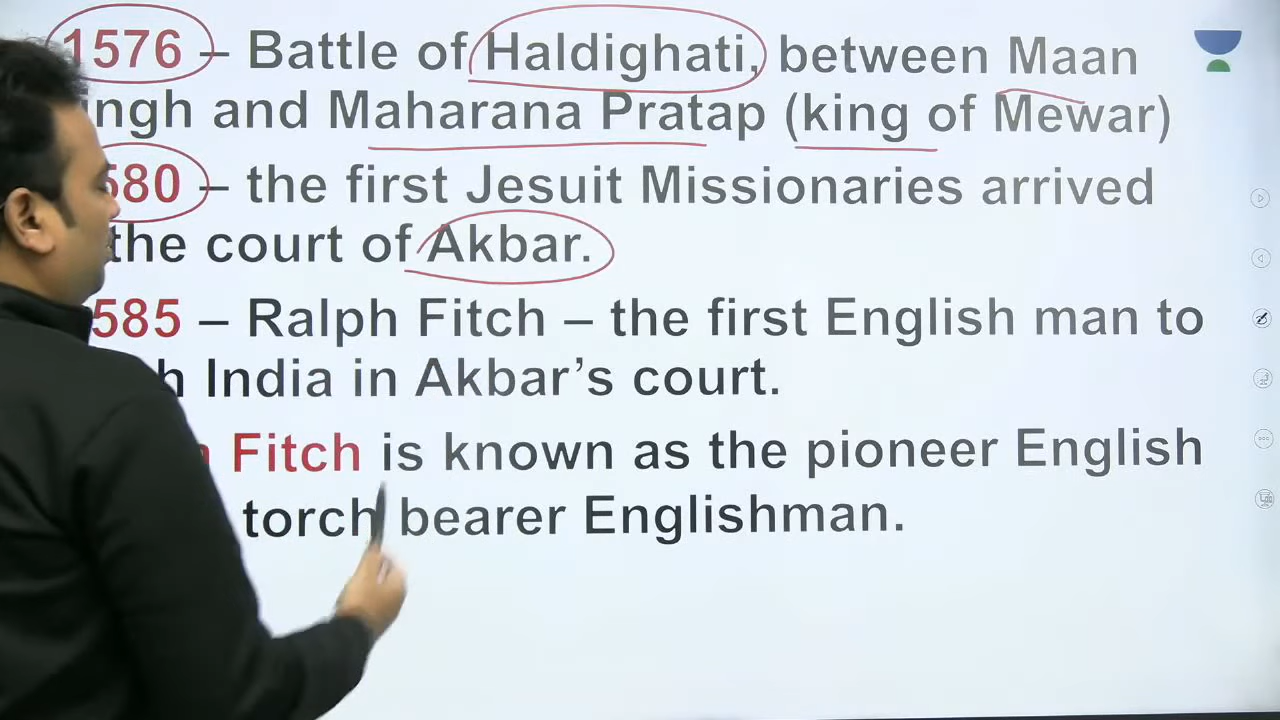 1576 – Battle of Haldighati, between Maan
ngh and Maharana Pratap (king of Mewar)
580 – the first Jesuit Missionaries arrived
the court of Akbar.
585 – Ralph Fitch – the first English man to
h India in Akbar’s court.
Fitch is known as the pioneer English
torch bearer Englishman.